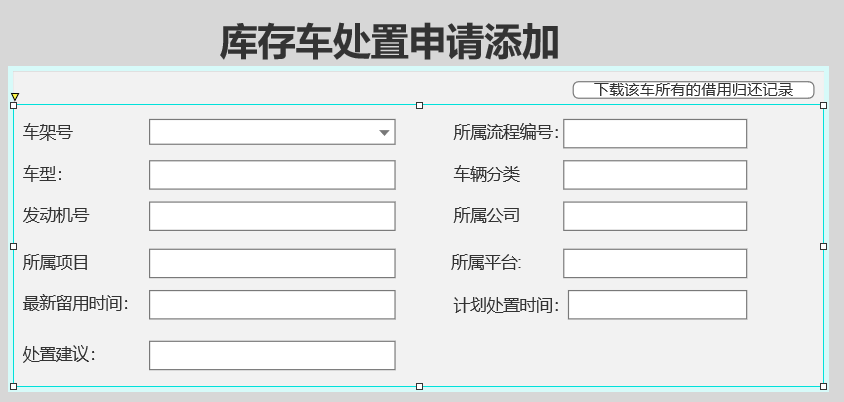 库存车处置申请添加
下载该车所有的借用归还记录
车架号 所属流程编号：
车型： 车辆分类
发动机号 所属公司
所属项目 所属平台:
最新留用时间： 计划处置时间：
处置建议：